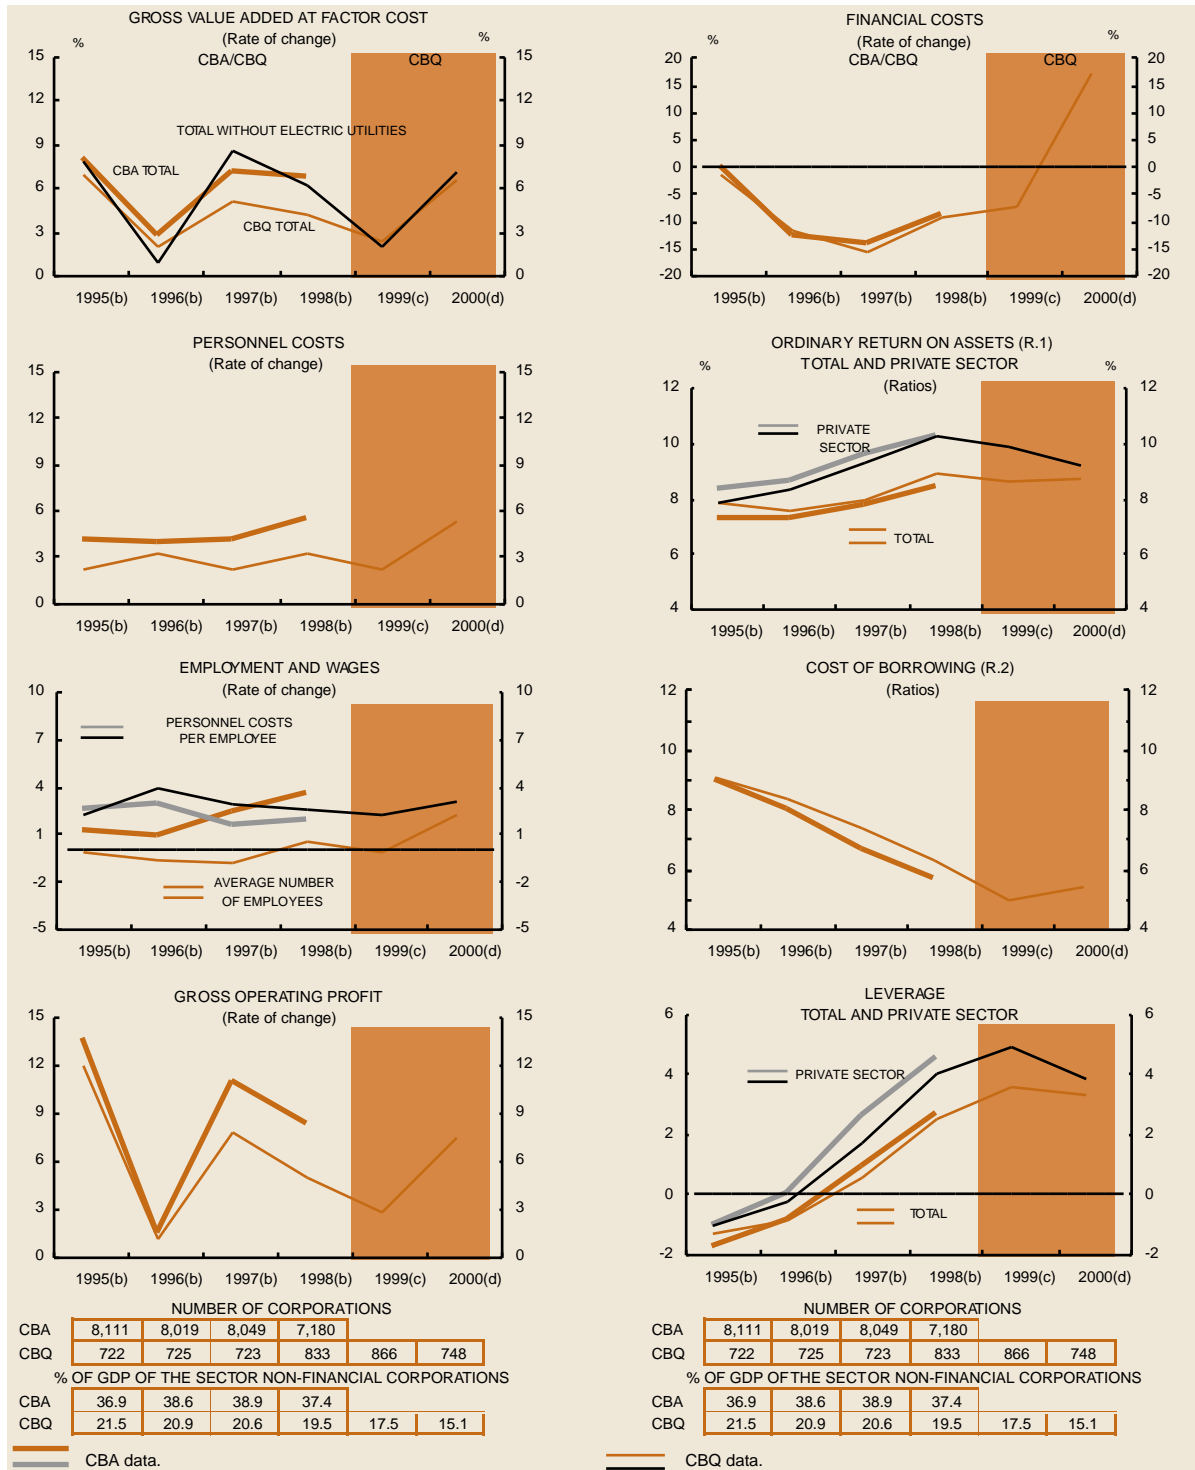 GROSS VALUE ADDED AT FACTOR COST
(Rate of change)
% %
CBA/CBQ CBQ
15 15
12 12
9 9
6 6
3 3
0 0
TOTAL WITHOUT ELECTRIC UTILITIES
CBA TOTAL
CBQ TOTAL
1995(b) 1996(b) 1997(b) 1998(b) 1999(c) 2000(d)
FINANCIAL COSTS
(Rate of change)
% %
CBA/CBQ CBQ
20 20
15 15
10 10
5 5
0 0
-5 -5
-10 -10
-15 -15
-20 -20
1995(b) 1996(b) 1997(b) 1998(b) 1999(c) 2000(d)
PERSONNEL COSTS
(Rate of change)
15 15
12 12
9 9
6 6
3 3
0 0
1995(b) 1996(b) 1997(b) 1998(b) 1999(c) 2000(d)
ORDINARY RETURN ON ASSETS (R.1)
% TOTAL AND PRIVATE SECTOR %
(Ratios)
12 12
10 10
8 8
6 6
4 4
PRIVATE
SECTOR
TOTAL
1995(b) 1996(b) 1997(b) 1998(b) 1999(c) 2000(d)
EMPLOYMENT AND WAGES
(Rate of change)
10 10
7 7
4 4
1 1
-2 -2
-5 -5
PERSONNEL COSTS
PER EMPLOYEE
AVERAGE NUMBER
OF EMPLOYEES
1995(b) 1996(b) 1997(b) 1998(b) 1999(c) 2000(d)
COST OF BORROWING (R.2)
(Ratios)
12 12
10 10
8 8
6 6
4 4
1995(b) 1996(b) 1997(b) 1998(b) 1999(c) 2000(d)
GROSS OPERATING PROFIT
(Rate of change)
15 15
12 12
9 9
6 6
3 3
0 0
1995(b) 1996(b) 1997(b) 1998(b) 1999(c) 2000(d)
LEVERAGE
TOTAL AND PRIVATE SECTOR
6 6
4 4
2 2
0 0
-2 -2
PRIVATE SECTOR
TOTAL
1995(b) 1996(b) 1997(b) 1998(b) 1999(c) 2000(d)
NUMBER OF CORPORATIONS
CBA 8,111 8,019 8,049 7,180
CBQ 722 725 723 833 866 748
% OF GDP OF THE SECTOR NON-FINANCIAL CORPORATIONS
CBA 36.9 38.6 38.9 37.4
CBQ 21.5 20.9 20.6 19.5 17.5 15.1
CBA data.
NUMBER OF CORPORATIONS
CBA 8,111 8,019 8,049 7,180
CBQ 722 725 723 833 866 748
% OF GDP OF THE SECTOR NON-FINANCIAL CORPORATIONS
CBA 36.9 38.6 38.9 37.4
CBQ 21.5 20.9 20.6 19.5 17.5 15.1
CBQ data.